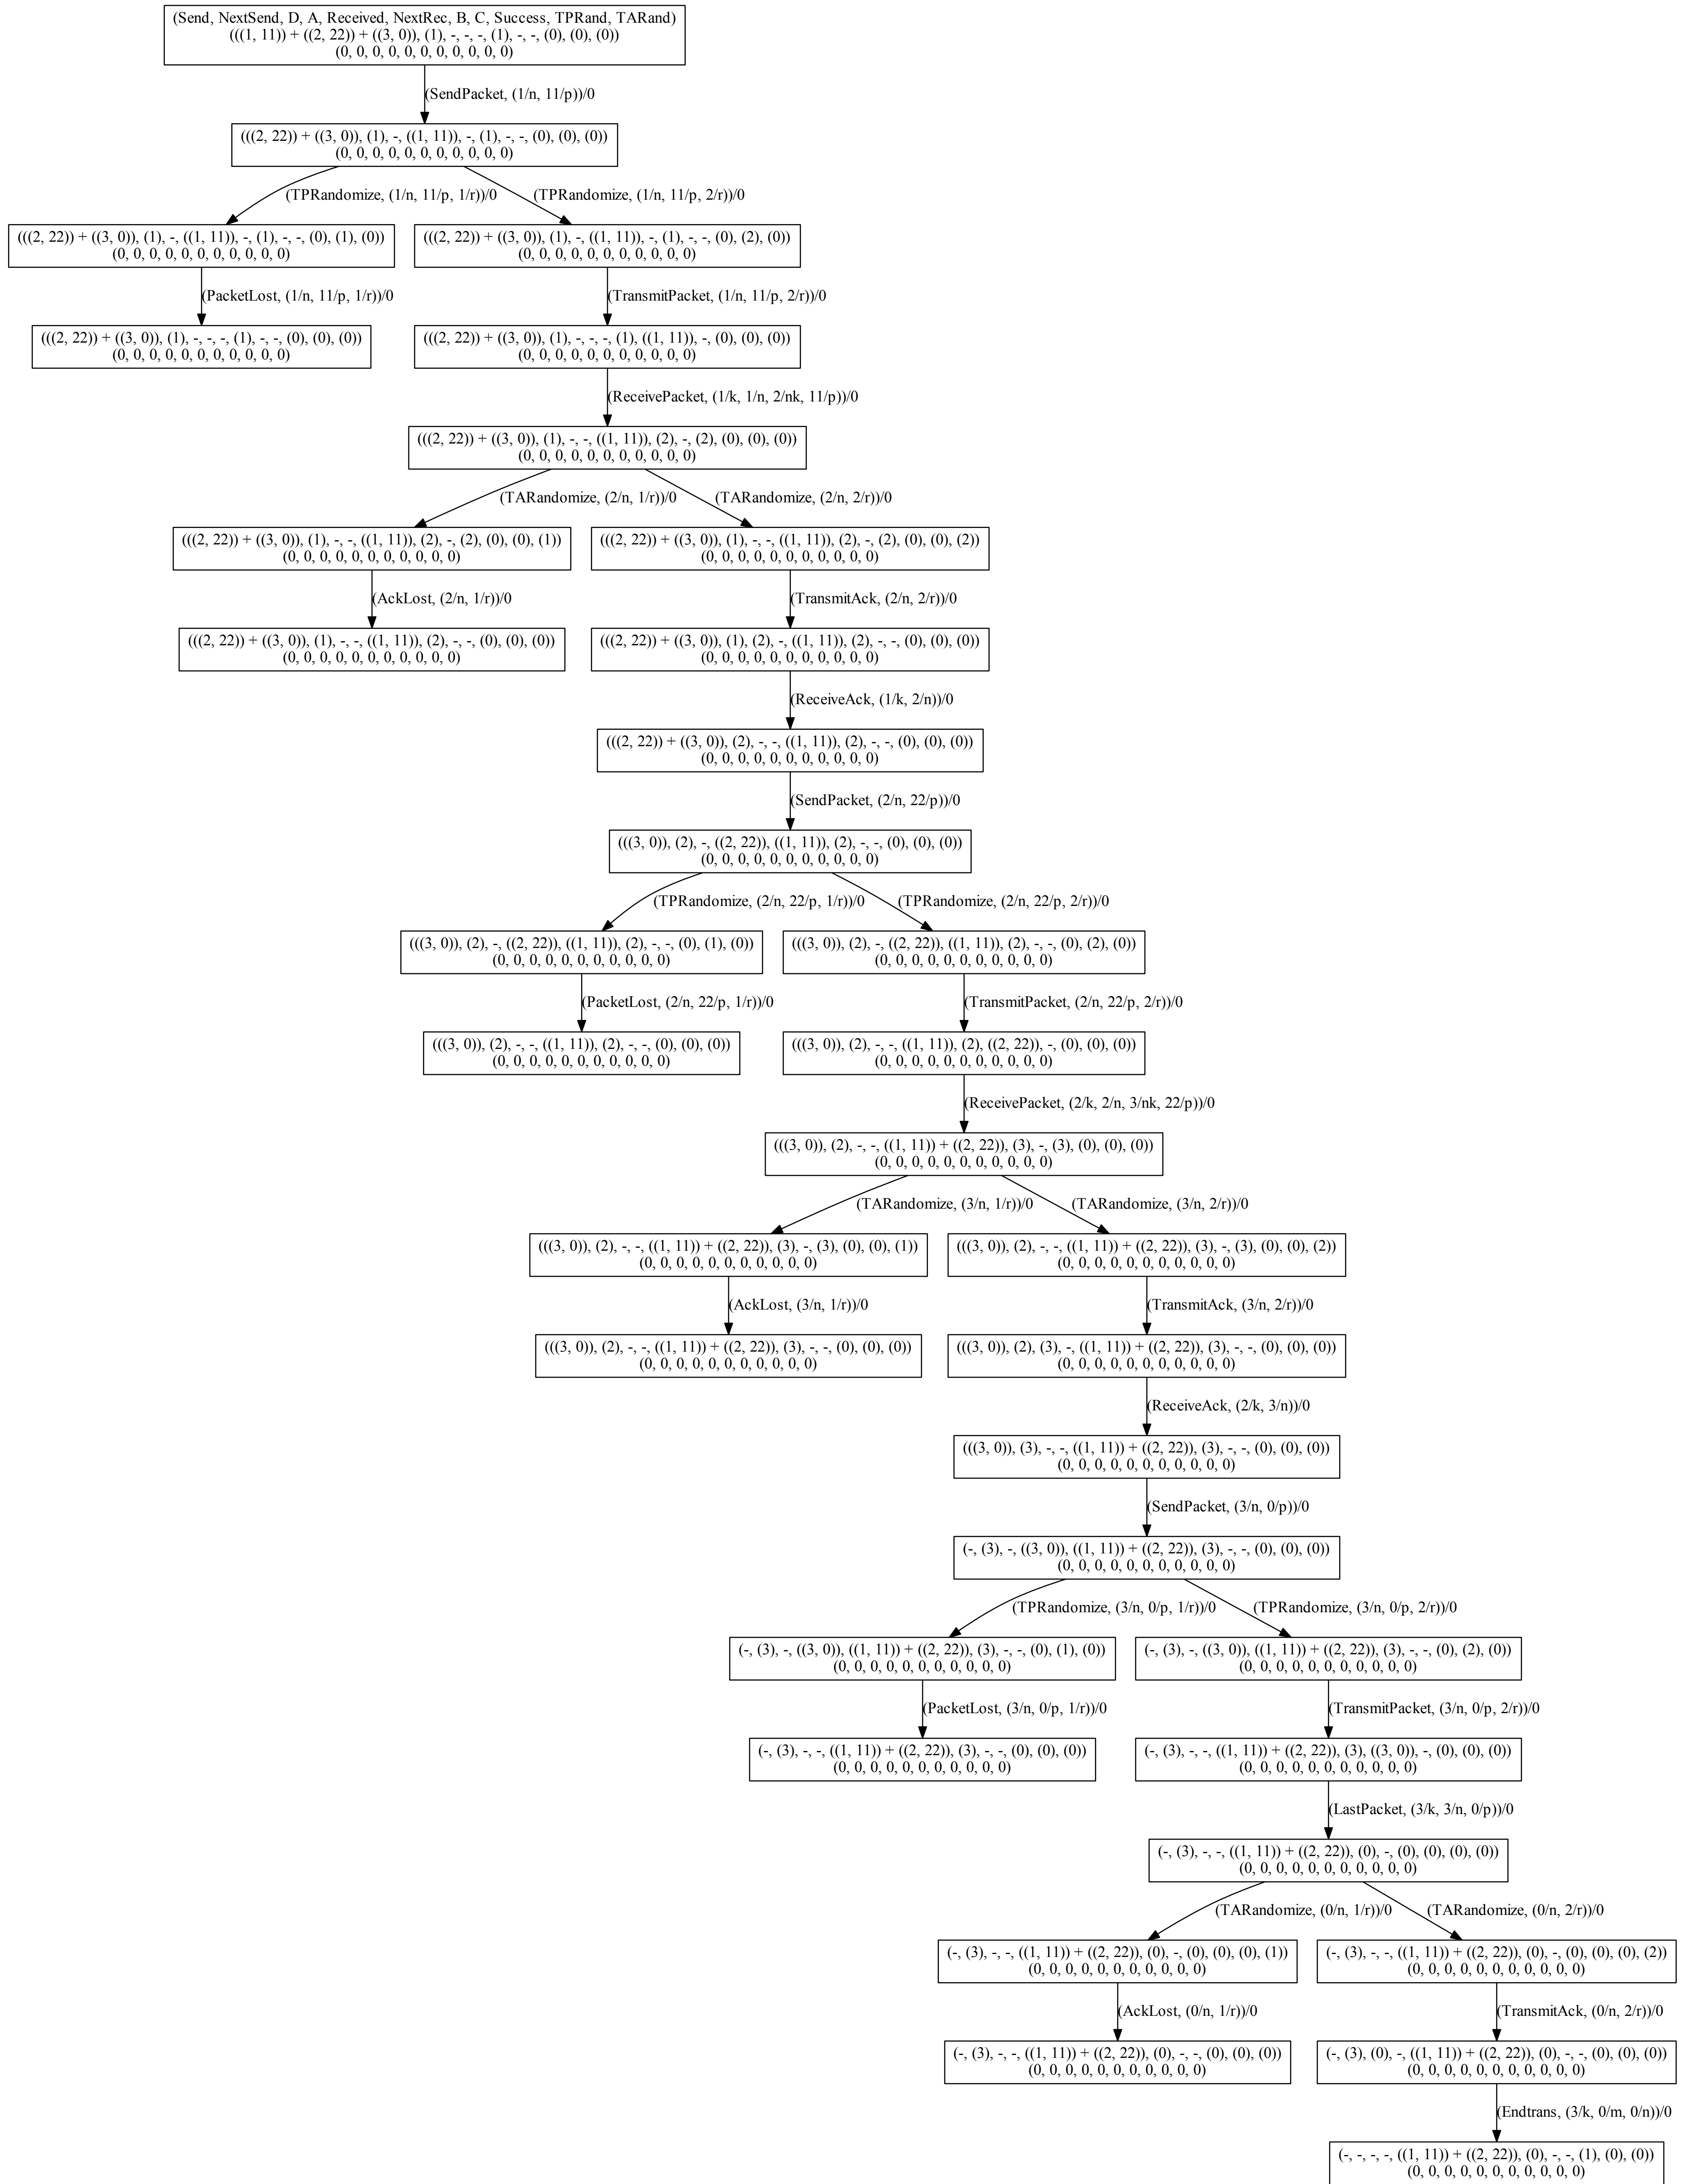 (Send, NextSend, D, A, Received, NextRec, B, C, Success, TPRand, TARand)
(((1, 11)) + ((2, 22)) + ((3, 0)), (1), -, -, -, (1), -, -, (0), (0), (0))
(0, 0, 0, 0, 0, 0, 0, 0, 0, 0, 0)
(SendPacket, (1/n, 11/p))/0
(((2, 22)) + ((3, 0)), (1), -, ((1, 11)), -, (1), -, -, (0), (0), (0))
(0, 0, 0, 0, 0, 0, 0, 0, 0, 0, 0)
(TPRandomize, (1/n, 11/p, 1/r))/0
(TPRandomize, (1/n, 11/p, 2/r))/0
(((2, 22)) + ((3, 0)), (1), -, ((1, 11)), -, (1), -, -, (0), (1), (0))
(0, 0, 0, 0, 0, 0, 0, 0, 0, 0, 0)
(((2, 22)) + ((3, 0)), (1), -, ((1, 11)), -, (1), -, -, (0), (2), (0))
(0, 0, 0, 0, 0, 0, 0, 0, 0, 0, 0)
(PacketLost, (1/n, 11/p, 1/r))/0
(TransmitPacket, (1/n, 11/p, 2/r))/0
(((2, 22)) + ((3, 0)), (1), -, -, -, (1), -, -, (0), (0), (0))
(0, 0, 0, 0, 0, 0, 0, 0, 0, 0, 0)
(((2, 22)) + ((3, 0)), (1), -, -, -, (1), ((1, 11)), -, (0), (0), (0))
(0, 0, 0, 0, 0, 0, 0, 0, 0, 0, 0)
(ReceivePacket, (1/k, 1/n, 2/nk, 11/p))/0
(((2, 22)) + ((3, 0)), (1), -, -, ((1, 11)), (2), -, (2), (0), (0), (0))
(0, 0, 0, 0, 0, 0, 0, 0, 0, 0, 0)
(TARandomize, (2/n, 1/r))/0
(TARandomize, (2/n, 2/r))/0
(((2, 22)) + ((3, 0)), (1), -, -, ((1, 11)), (2), -, (2), (0), (0), (1))
(0, 0, 0, 0, 0, 0, 0, 0, 0, 0, 0)
(((2, 22)) + ((3, 0)), (1), -, -, ((1, 11)), (2), -, (2), (0), (0), (2))
(0, 0, 0, 0, 0, 0, 0, 0, 0, 0, 0)
(AckLost, (2/n, 1/r))/0
(TransmitAck, (2/n, 2/r))/0
(((2, 22)) + ((3, 0)), (1), -, -, ((1, 11)), (2), -, -, (0), (0), (0))
(0, 0, 0, 0, 0, 0, 0, 0, 0, 0, 0)
(((2, 22)) + ((3, 0)), (1), (2), -, ((1, 11)), (2), -, -, (0), (0), (0))
(0, 0, 0, 0, 0, 0, 0, 0, 0, 0, 0)
(ReceiveAck, (1/k, 2/n))/0
(((2, 22)) + ((3, 0)), (2), -, -, ((1, 11)), (2), -, -, (0), (0), (0))
(0, 0, 0, 0, 0, 0, 0, 0, 0, 0, 0)
(SendPacket, (2/n, 22/p))/0
(((3, 0)), (2), -, ((2, 22)), ((1, 11)), (2), -, -, (0), (0), (0))
(0, 0, 0, 0, 0, 0, 0, 0, 0, 0, 0)
(TPRandomize, (2/n, 22/p, 1/r))/0
(TPRandomize, (2/n, 22/p, 2/r))/0
(((3, 0)), (2), -, ((2, 22)), ((1, 11)), (2), -, -, (0), (1), (0))
(0, 0, 0, 0, 0, 0, 0, 0, 0, 0, 0)
(((3, 0)), (2), -, ((2, 22)), ((1, 11)), (2), -, -, (0), (2), (0))
(0, 0, 0, 0, 0, 0, 0, 0, 0, 0, 0)
(PacketLost, (2/n, 22/p, 1/r))/0
(TransmitPacket, (2/n, 22/p, 2/r))/0
(((3, 0)), (2), -, -, ((1, 11)), (2), -, -, (0), (0), (0))
(0, 0, 0, 0, 0, 0, 0, 0, 0, 0, 0)
(((3, 0)), (2), -, -, ((1, 11)), (2), ((2, 22)), -, (0), (0), (0))
(0, 0, 0, 0, 0, 0, 0, 0, 0, 0, 0)
(ReceivePacket, (2/k, 2/n, 3/nk, 22/p))/0
(((3, 0)), (2), -, -, ((1, 11)) + ((2, 22)), (3), -, (3), (0), (0), (0))
(0, 0, 0, 0, 0, 0, 0, 0, 0, 0, 0)
(TARandomize, (3/n, 1/r))/0
(TARandomize, (3/n, 2/r))/0
(((3, 0)), (2), -, -, ((1, 11)) + ((2, 22)), (3), -, (3), (0), (0), (1))
(0, 0, 0, 0, 0, 0, 0, 0, 0, 0, 0)
(((3, 0)), (2), -, -, ((1, 11)) + ((2, 22)), (3), -, (3), (0), (0), (2))
(0, 0, 0, 0, 0, 0, 0, 0, 0, 0, 0)
(AckLost, (3/n, 1/r))/0
(TransmitAck, (3/n, 2/r))/0
(((3, 0)), (2), -, -, ((1, 11)) + ((2, 22)), (3), -, -, (0), (0), (0))
(0, 0, 0, 0, 0, 0, 0, 0, 0, 0, 0)
(((3, 0)), (2), (3), -, ((1, 11)) + ((2, 22)), (3), -, -, (0), (0), (0))
(0, 0, 0, 0, 0, 0, 0, 0, 0, 0, 0)
(ReceiveAck, (2/k, 3/n))/0
(((3, 0)), (3), -, -, ((1, 11)) + ((2, 22)), (3), -, -, (0), (0), (0))
(0, 0, 0, 0, 0, 0, 0, 0, 0, 0, 0)
(SendPacket, (3/n, 0/p))/0
(-, (3), -, ((3, 0)), ((1, 11)) + ((2, 22)), (3), -, -, (0), (0), (0))
(0, 0, 0, 0, 0, 0, 0, 0, 0, 0, 0)
(TPRandomize, (3/n, 0/p, 1/r))/0
(TPRandomize, (3/n, 0/p, 2/r))/0
(-, (3), -, ((3, 0)), ((1, 11)) + ((2, 22)), (3), -, -, (0), (1), (0))
(0, 0, 0, 0, 0, 0, 0, 0, 0, 0, 0)
(-, (3), -, ((3, 0)), ((1, 11)) + ((2, 22)), (3), -, -, (0), (2), (0))
(0, 0, 0, 0, 0, 0, 0, 0, 0, 0, 0)
(PacketLost, (3/n, 0/p, 1/r))/0
(TransmitPacket, (3/n, 0/p, 2/r))/0
(-, (3), -, -, ((1, 11)) + ((2, 22)), (3), -, -, (0), (0), (0))
(0, 0, 0, 0, 0, 0, 0, 0, 0, 0, 0)
(-, (3), -, -, ((1, 11)) + ((2, 22)), (3), ((3, 0)), -, (0), (0), (0))
(0, 0, 0, 0, 0, 0, 0, 0, 0, 0, 0)
(LastPacket, (3/k, 3/n, 0/p))/0
(-, (3), -, -, ((1, 11)) + ((2, 22)), (0), -, (0), (0), (0), (0))
(0, 0, 0, 0, 0, 0, 0, 0, 0, 0, 0)
(TARandomize, (0/n, 1/r))/0
(TARandomize, (0/n, 2/r))/0
(-, (3), -, -, ((1, 11)) + ((2, 22)), (0), -, (0), (0), (0), (1))
(0, 0, 0, 0, 0, 0, 0, 0, 0, 0, 0)
(-, (3), -, -, ((1, 11)) + ((2, 22)), (0), -, (0), (0), (0), (2))
(0, 0, 0, 0, 0, 0, 0, 0, 0, 0, 0)
(AckLost, (0/n, 1/r))/0
(TransmitAck, (0/n, 2/r))/0
(-, (3), -, -, ((1, 11)) + ((2, 22)), (0), -, -, (0), (0), (0))
(0, 0, 0, 0, 0, 0, 0, 0, 0, 0, 0)
(-, (3), (0), -, ((1, 11)) + ((2, 22)), (0), -, -, (0), (0), (0))
(0, 0, 0, 0, 0, 0, 0, 0, 0, 0, 0)
(Endtrans, (3/k, 0/m, 0/n))/0
(-, -, -, -, ((1, 11)) + ((2, 22)), (0), -, -, (1), (0), (0))
(0, 0, 0, 0, 0, 0, 0, 0, 0, 0, 0)